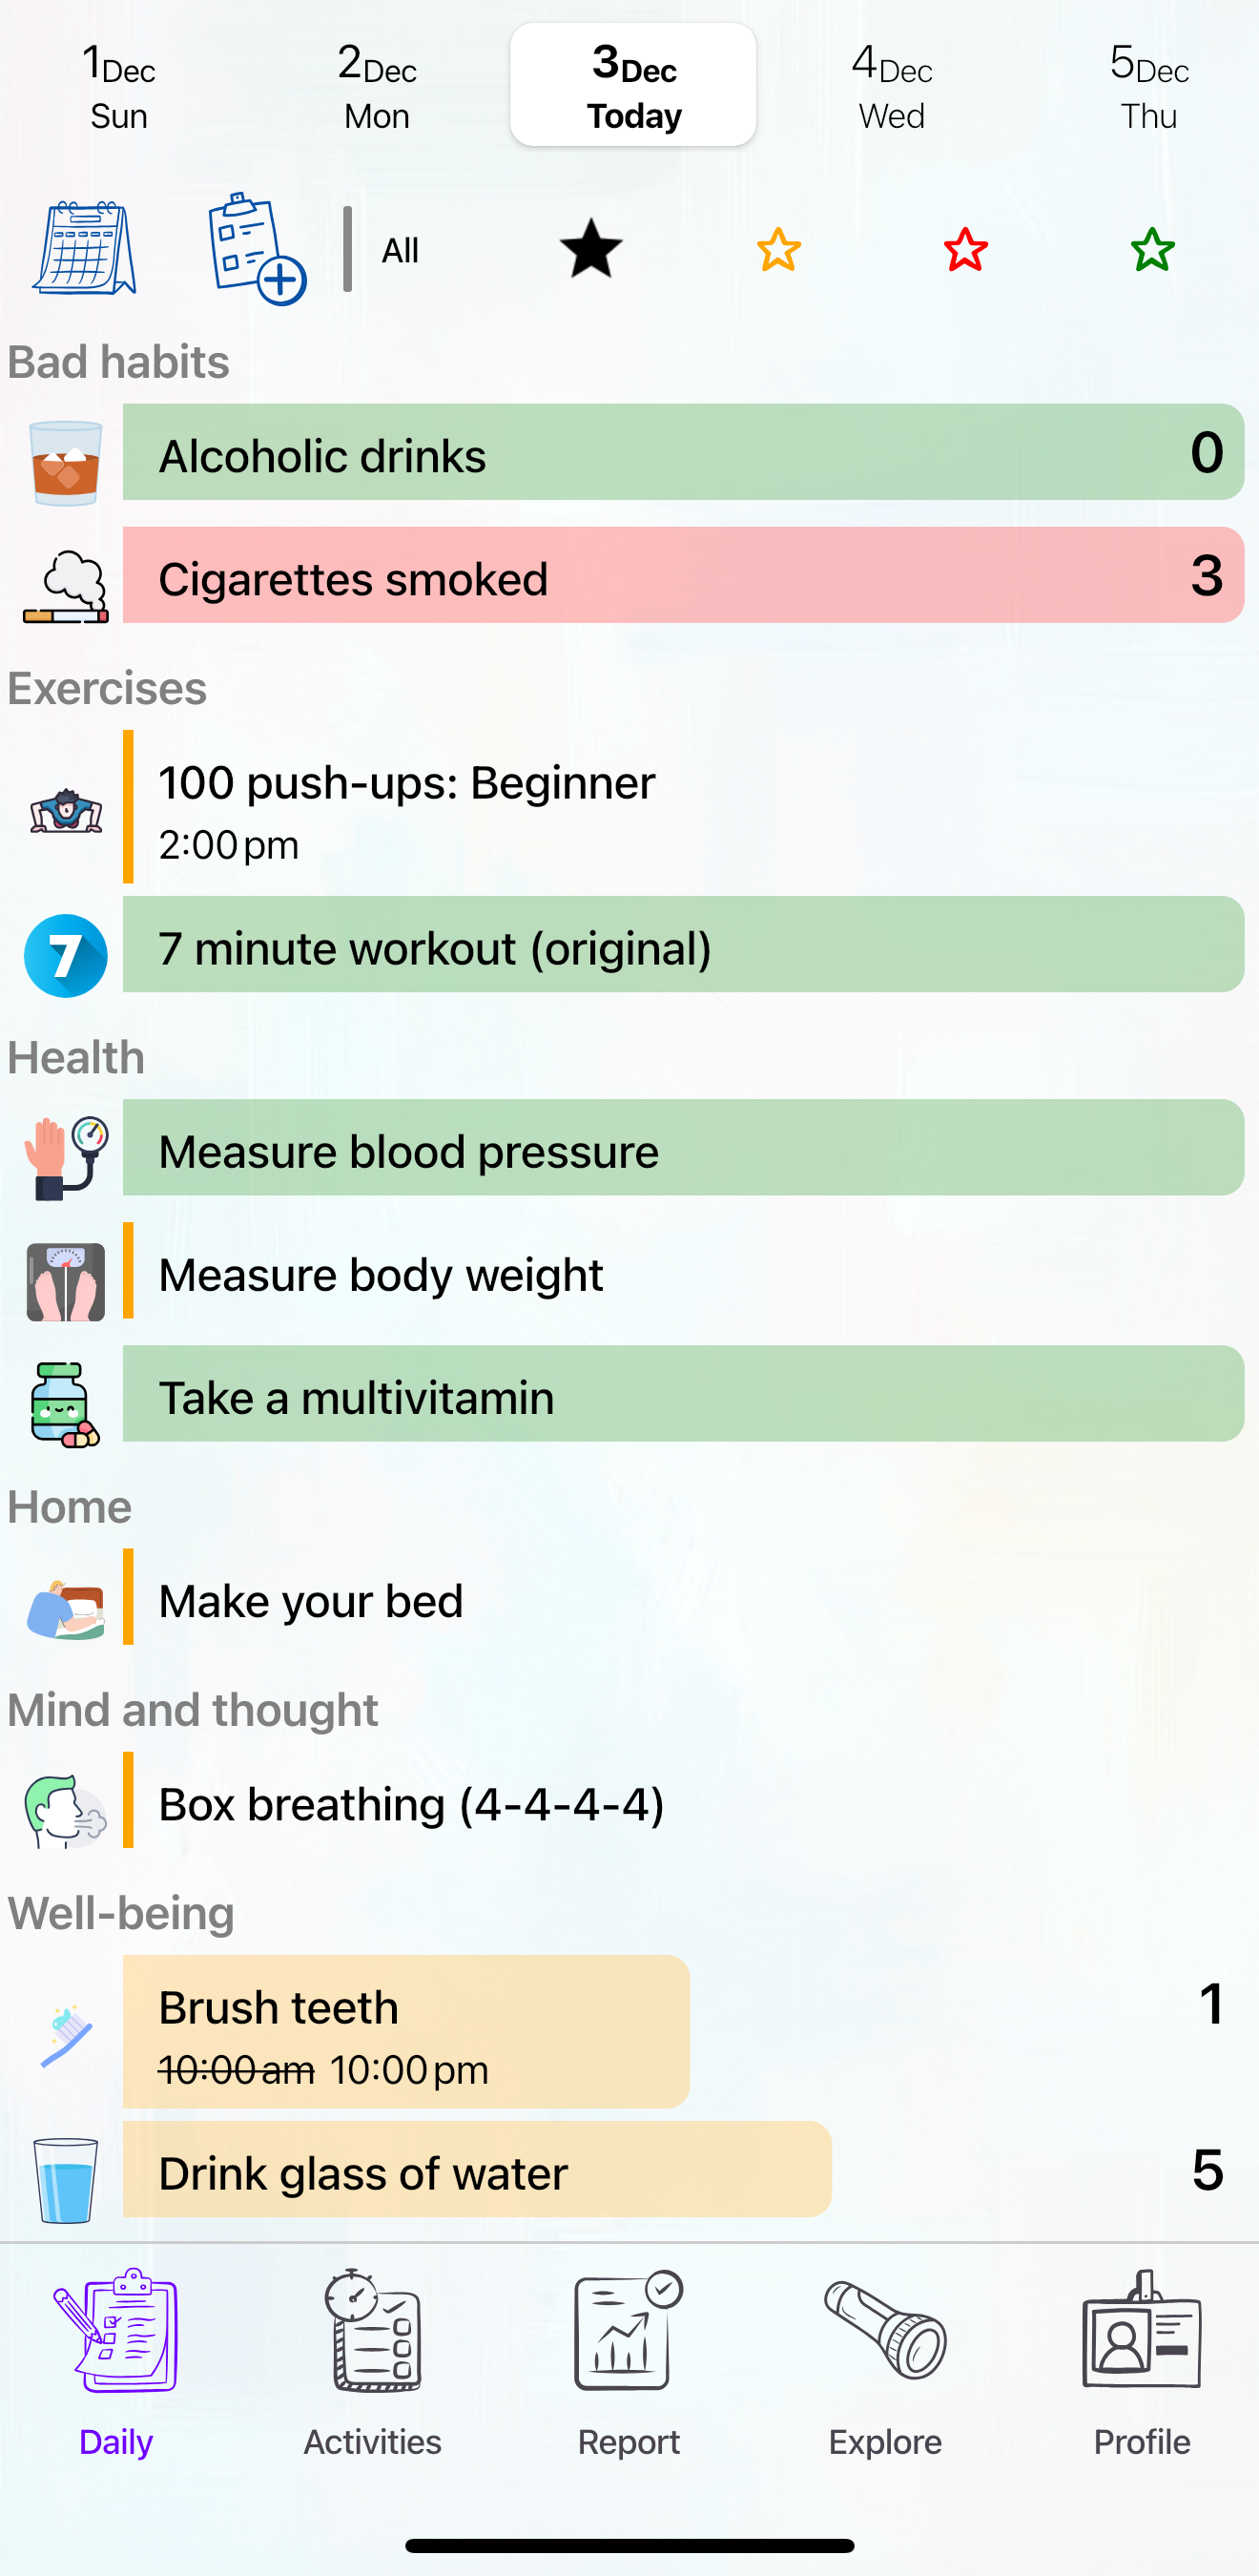 1Dec 2Dec 3Dec 4Dec 5Dec
Sun Mon Today Wed Thu
All
Bad habits
Alcoholic drinks 0
Cigarettes smoked 3
Exercises
100 push-ups: Beginner
2:00 pm
7 7 minute workout (original)
Health
Measure blood pressure
Measure body weight
Take a multivitamin
Home
Make your bed
Mind and thought
Box breathing (4-4-4-4)
Well-being
Brush teeth 1
10:00 am 10:00 pm
Drink glass of water 5
Daily Activities Report Explore Profile